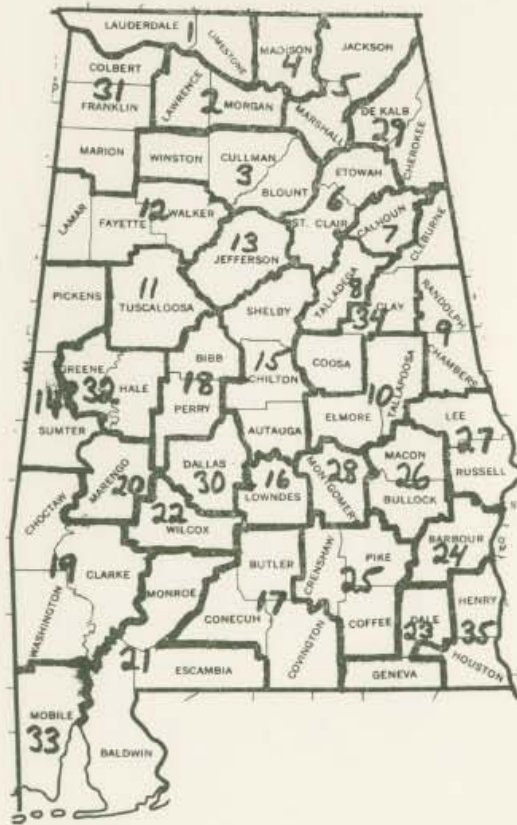 LAUDERDALE
1
LIMESTONE
MADISON
4
JACKSON
COLBERT
31
FRANKLIN
LAWRENCE
2
MORGAN
5
MARSHALL
DE KALB
29
CHEROKEE
MARION
WINSTON
CULLMAN
3
BLOUNT
ETOWAH
6
ST. CLAIR
CALHOUN
7
CLEBURNE
LAMAR
FAYETTE
12
WALKER
13
JEFFERSON
PICKENS
11
TUSCALOOSA
SHELBY
TALLADEGA
8
34
CLAY
RANDOLPH
9
CHAMBERS
GREENE
32
HALE
BIBB
18
PERRY
15
CHILTON
COOSA
10
TALLAPOOSA
14
SUMTER
AUTAUGA
ELMORE
LEE
27
RUSSELL
MARENGO
20
DALLAS
30
16
LOWNDES
MONTGOMERY
28
MACON
26
BULLOCK
CHOCTAW
19
WASHINGTON
CLARKE
22
WILCOX
MONROE
BUTLER
17
CONECUH
CRENSHAW
PIKE
25
COFFEE
BARBOUR
24
DALE
23
HENRY
35
HOUSTON
21
ESCAMBIA
COVINGTON
GENEVA
MOBILE
33
BALDWIN